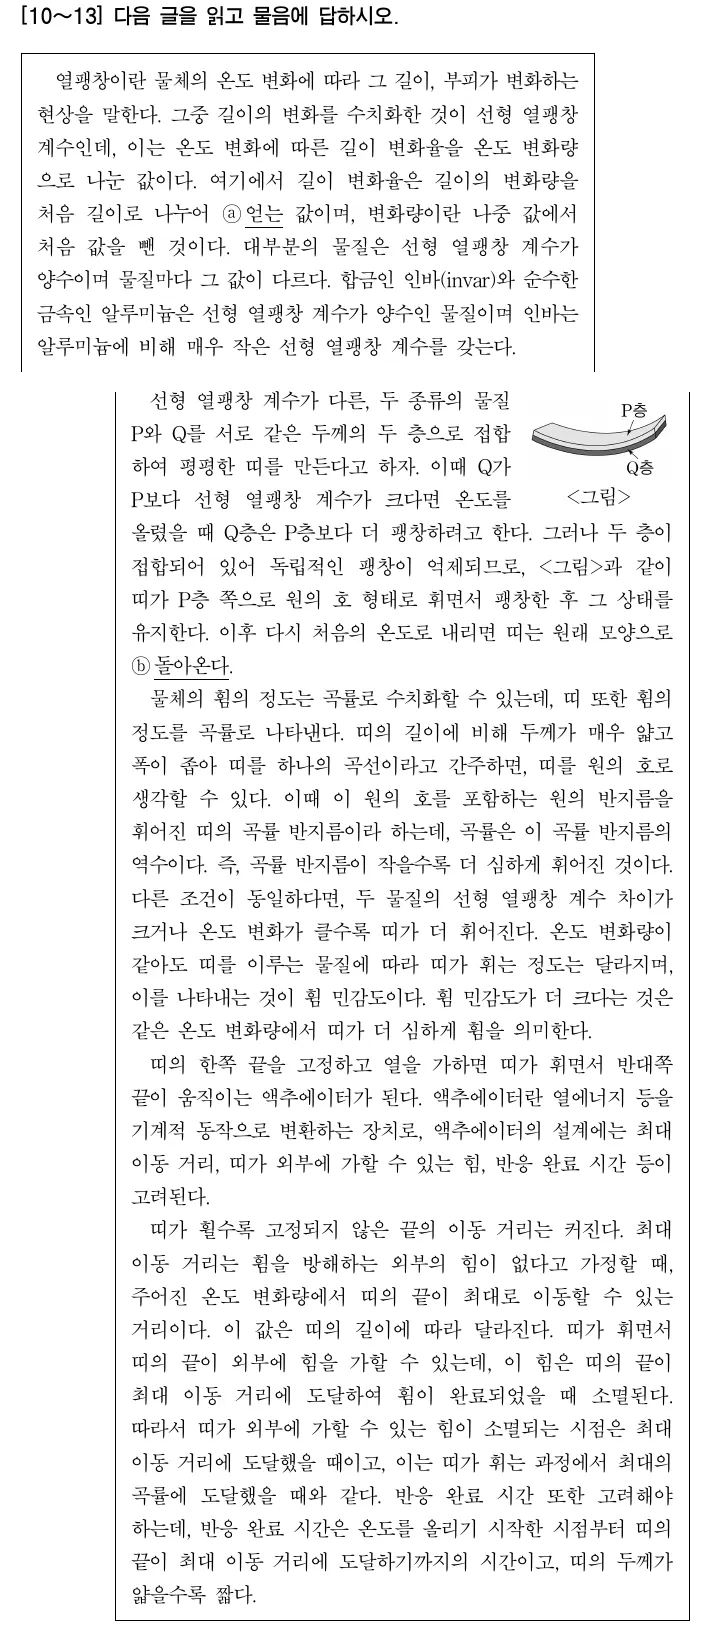 [10~13] 다음 글을 읽고 물음에 답하시오.
열팽창이란 물체의 온도 변화에 따라 그 길이, 부피가 변화하는
현상을 말한다. 그중 길이의 변화를 수치화한 것이 선형 열팽창
계수인데, 이는 온도 변화에 따른 길이 변화율을 온도 변화량
으로 나눈 값이다. 여기에서 길이 변화율은 길이의 변화량을
처음 길이로 나누어 ⓐ얻는 값이며, 변화량이란 나중 값에서
처음 값을 뺀 것이다. 대부분의 물질은 선형 열팽창 계수가
양수이며 물질마다 그 값이 다르다. 합금인 인바(invar)와 순수한
금속인 알루미늄은 선형 열팽창 계수가 양수인 물질이며 인바는
알루미늄에 비해 매우 작은 선형 열팽창 계수를 갖는다.
선형 열팽창 계수가 다른, 두 종류의 물질
P와 Q를 서로 같은 두께의 두 층으로 접합
하여 평평한 띠를 만든다고 하자. 이때 Q가
P보다 선형 열팽창 계수가 크다면 온도를
P층
Q층
<그림>
올렸을 때 Q층은 P층보다 더 팽창하려고 한다. 그러나 두 층이
접합되어 있어 독립적인 팽창이 억제되므로, <그림>과 같이
띠가 P층 쪽으로 원의 호 형태로 휘면서 팽창한 후 그 상태를
유지한다. 이후 다시 처음의 온도로 내리면 띠는 원래 모양으로
ⓑ돌아온다.
물체의 휨의 정도는 곡률로 수치화할 수 있는데, 띠 또한 휨의
정도를 곡률로 나타낸다. 띠의 길이에 비해 두께가 매우 얇고
폭이 좁아 띠를 하나의 곡선이라고 간주하면, 띠를 원의 호로
생각할 수 있다. 이때 이 원의 호를 포함하는 원의 반지름을
휘어진 띠의 곡률 반지름이라 하는데, 곡률은 이 곡률 반지름의
역수이다. 즉, 곡률 반지름이 작을수록 더 심하게 휘어진 것이다.
다른 조건이 동일하다면, 두 물질의 선형 열팽창 계수 차이가
크거나 온도 변화가 클수록 띠가 더 휘어진다. 온도 변화량이
같아도 띠를 이루는 물질에 따라 띠가 휘는 정도는 달라지며,
이를 나타내는 것이 휨 민감도이다. 휨 민감도가 더 크다는 것은
같은 온도 변화량에서 띠가 더 심하게 휨을 의미한다.
띠의 한쪽 끝을 고정하고 열을 가하면 띠가 휘면서 반대쪽
끝이 움직이는 액추에이터가 된다. 액추에이터란 열에너지 등을
기계적 동작으로 변환하는 장치로, 액추에이터의 설계에는 최대
이동 거리, 띠가 외부에 가할 수 있는 힘, 반응 완료 시간 등이
고려된다.
띠가 휠수록 고정되지 않은 끝의 이동 거리는 커진다. 최대
이동 거리는 휨을 방해하는 외부의 힘이 없다고 가정할 때,
주어진 온도 변화량에서 띠의 끝이 최대로 이동할 수 있는
거리이다. 이 값은 띠의 길이에 따라 달라진다. 띠가 휘면서
띠의 끝이 외부에 힘을 가할 수 있는데, 이 힘은 띠의 끝이
최대 이동 거리에 도달하여 휨이 완료되었을 때 소멸된다.
따라서 띠가 외부에 가할 수 있는 힘이 소멸되는 시점은 최대
이동 거리에 도달했을 때이고, 이는 띠가 휘는 과정에서 최대의
곡률에 도달했을 때와 같다. 반응 완료 시간 또한 고려해야
하는데, 반응 완료 시간은 온도를 올리기 시작한 시점부터 띠의
끝이 최대 이동 거리에 도달하기까지의 시간이고, 띠의 두께가
얇을수록 짧다.